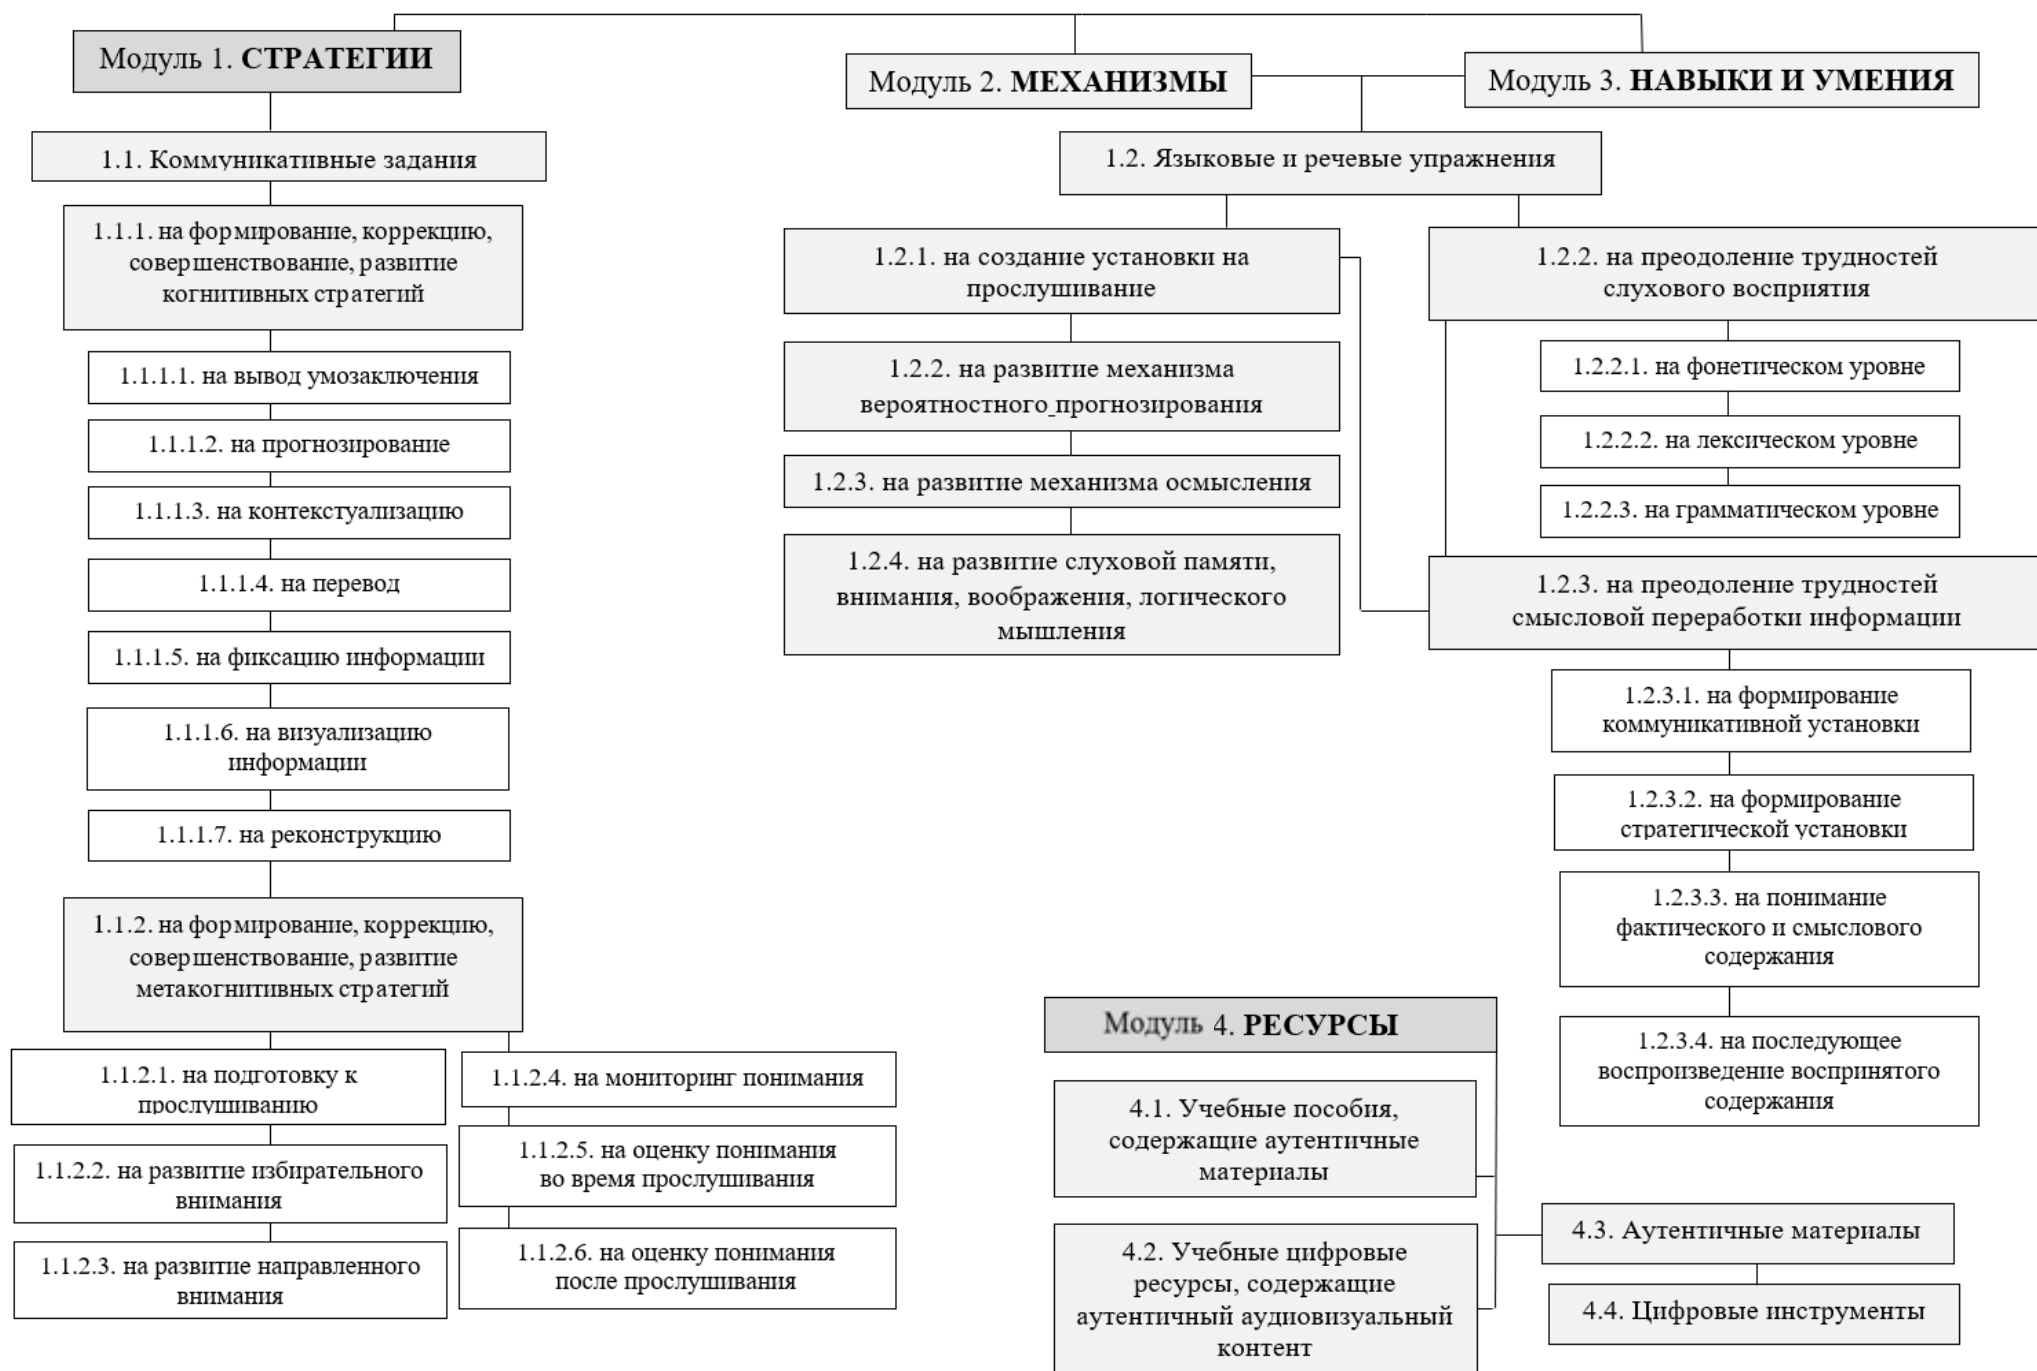 Модуль 1. СТРАТЕГИИ
1.1. Коммуникативные задания
1.1.1. на формирование, коррекцию,
совершенствование, развитие
когнитивных стратегий
1.1.1.1. на вывод умозаключения
1.1.1.2. на прогнозирование
1.1.1.3. на контекстуализацию
1.1.1.4. на перевод
1.1.1.5. на фиксацию информации
1.1.1.6. на визуализацию
информации
1.1.1.7. на реконструкцию
1.1.2. на формирование, коррекцию,
совершенствование, развитие
метакогнитивных стратегий
1.1.2.1. на подготовку к
прослушиванию
1.1.2.2. на развитие избирательного
внимания
1.1.2.3. на развитие направленного
внимания
1.1.2.4. на мониторинг понимания
1.1.2.5. на оценку понимания
во время прослушивания
1.1.2.6. на оценку понимания
после прослушивания
Модуль 2. МЕХАНИЗМЫ
Модуль 3. НАВЫКИ И УМЕНИЯ
1.2. Языковые и речевые упражнения
1.2.1. на создание установки на
прослушивание
1.2.2. на развитие механизма
вероятностного прогнозирования
1.2.3. на развитие механизма осмысления
1.2.4. на развитие слуховой памяти,
внимания, воображения, логического
мышления
1.2.2. на преодоление трудностей
слухового восприятия
1.2.2.1. на фонетическом уровне
1.2.2.2. на лексическом уровне
1.2.2.3. на грамматическом уровне
1.2.3. на преодоление трудностей
смысловой переработки информации
1.2.3.1. на формирование
коммуникативной установки
1.2.3.2. на формирование
стратегической установки
1.2.3.3. на понимание
фактического и смыслового
содержания
1.2.3.4. на последующее
воспроизведение воспринятого
содержания
Модуль 4. РЕСУРСЫ
4.1. Учебные пособия,
содержащие аутентичные
материалы
4.2. Учебные цифровые
ресурсы, содержащие
аутентичный аудиовизуальный
контент
4.3. Аутентичные материалы
4.4. Цифровые инструменты